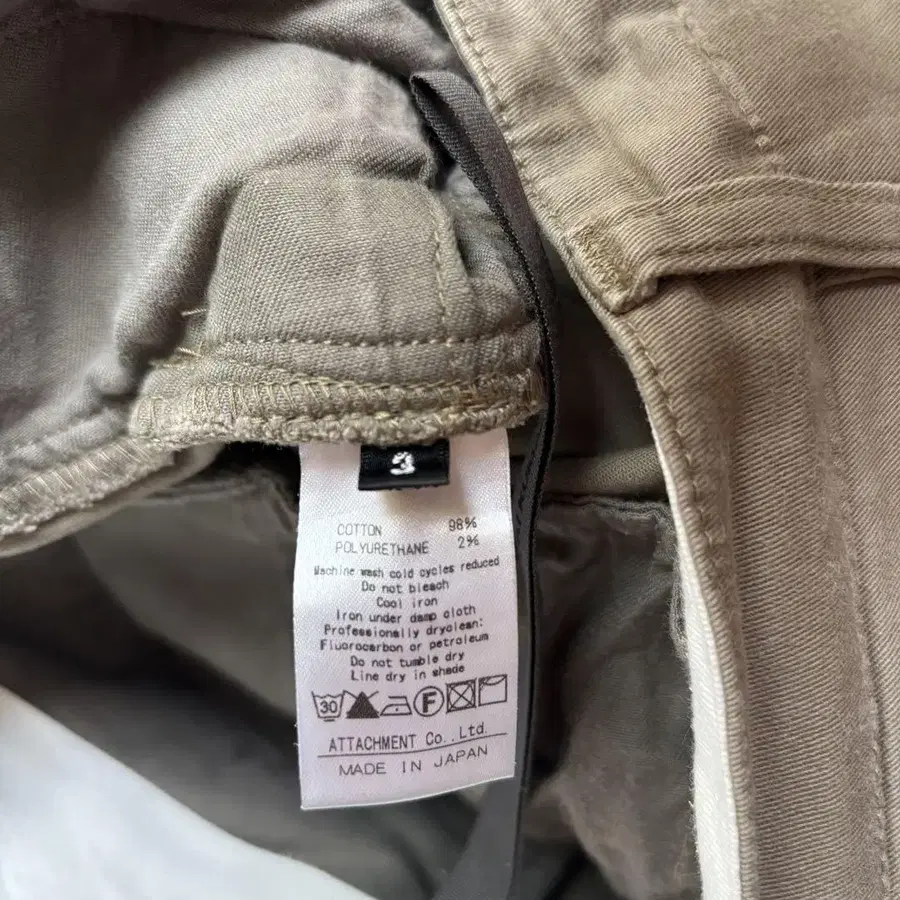 3
COTTON 98%
POLYURETHANE 2%
Machine wash cold cycles reduced
Do not bleach
Cool iron
Iron under damp cloth
Professionally dryclean:
Fluorocarbon or petroleum
Do not tumble dry
Line dry in shade
30 F
ATTACHMENT Co.,Ltd.
MADE IN JAPAN